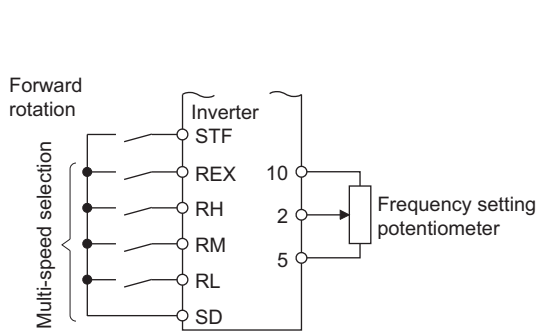 Forward
rotation
Multi-speed selection
Inverter
STF
REX
RH
RM
RL
SD
10
2
5
Frequency setting
potentiometer